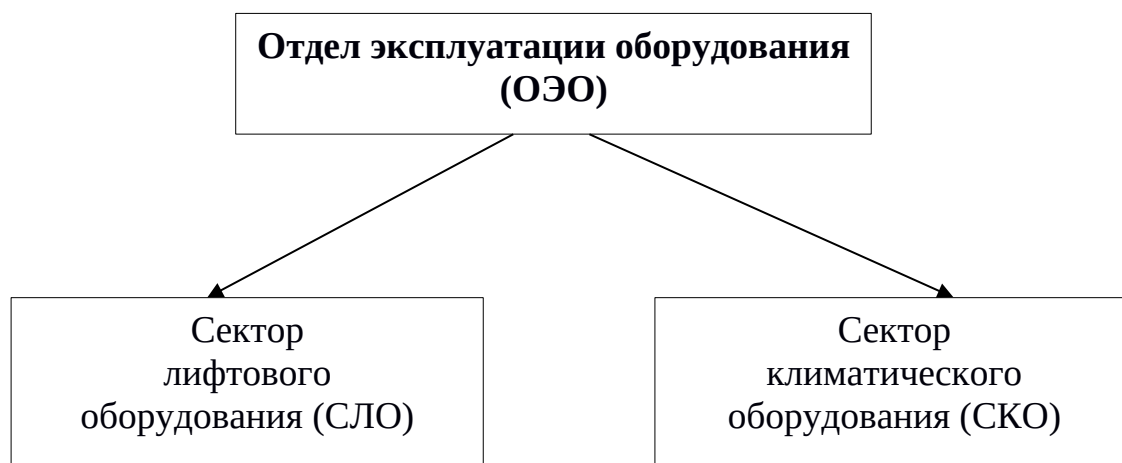 Отдел эксплуатации оборудования
(ОЭО)
Сектор
лифтового
оборудования (СЛО)
Сектор
климатического
оборудования (СКО)